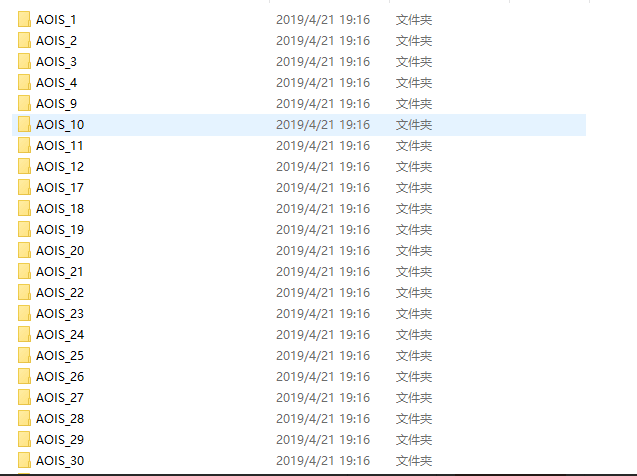 AOIS_1 2019/4/21 19:16 文件夹
AOIS_2 2019/4/21 19:16 文件夹
AOIS_3 2019/4/21 19:16 文件夹
AOIS_4 2019/4/21 19:16 文件夹
AOIS_9 2019/4/21 19:16 文件夹
AOIS_10 2019/4/21 19:16 文件夹
AOIS_11 2019/4/21 19:16 文件夹
AOIS_12 2019/4/21 19:16 文件夹
AOIS_17 2019/4/21 19:16 文件夹
AOIS_18 2019/4/21 19:16 文件夹
AOIS_19 2019/4/21 19:16 文件夹
AOIS_20 2019/4/21 19:16 文件夹
AOIS_21 2019/4/21 19:16 文件夹
AOIS_22 2019/4/21 19:16 文件夹
AOIS_23 2019/4/21 19:16 文件夹
AOIS_24 2019/4/21 19:16 文件夹
AOIS_25 2019/4/21 19:16 文件夹
AOIS_26 2019/4/21 19:16 文件夹
AOIS_27 2019/4/21 19:16 文件夹
AOIS_28 2019/4/21 19:16 文件夹
AOIS_29 2019/4/21 19:16 文件夹
AOIS_30 2019/4/21 19:16 文件夹